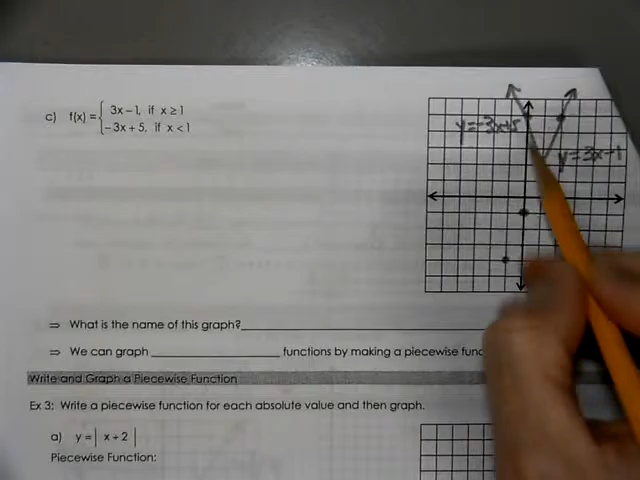 c) f(x) = { 3x – 1, if x ≥ 1
– 3x + 5, if x < 1
y=-3x+5
y=3x-1
⇒ What is the name of this graph?
⇒ We can graph ____________ functions by making a piecewise func
Write and Graph a Piecewise Function
Ex 3: Write a piecewise function for each absolute value and then graph.
a) y = | x + 2 |
Piecewise Function: